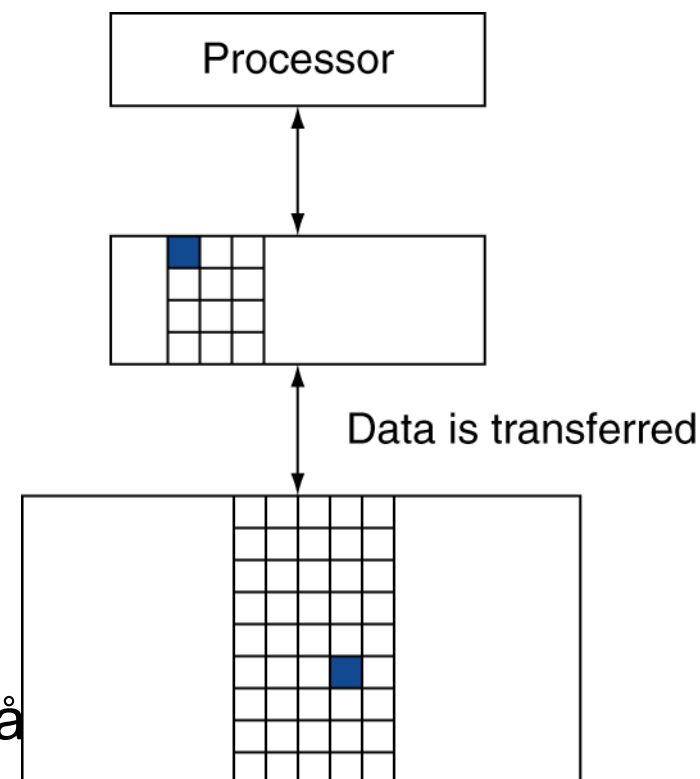 Processor
Data is transferred
å